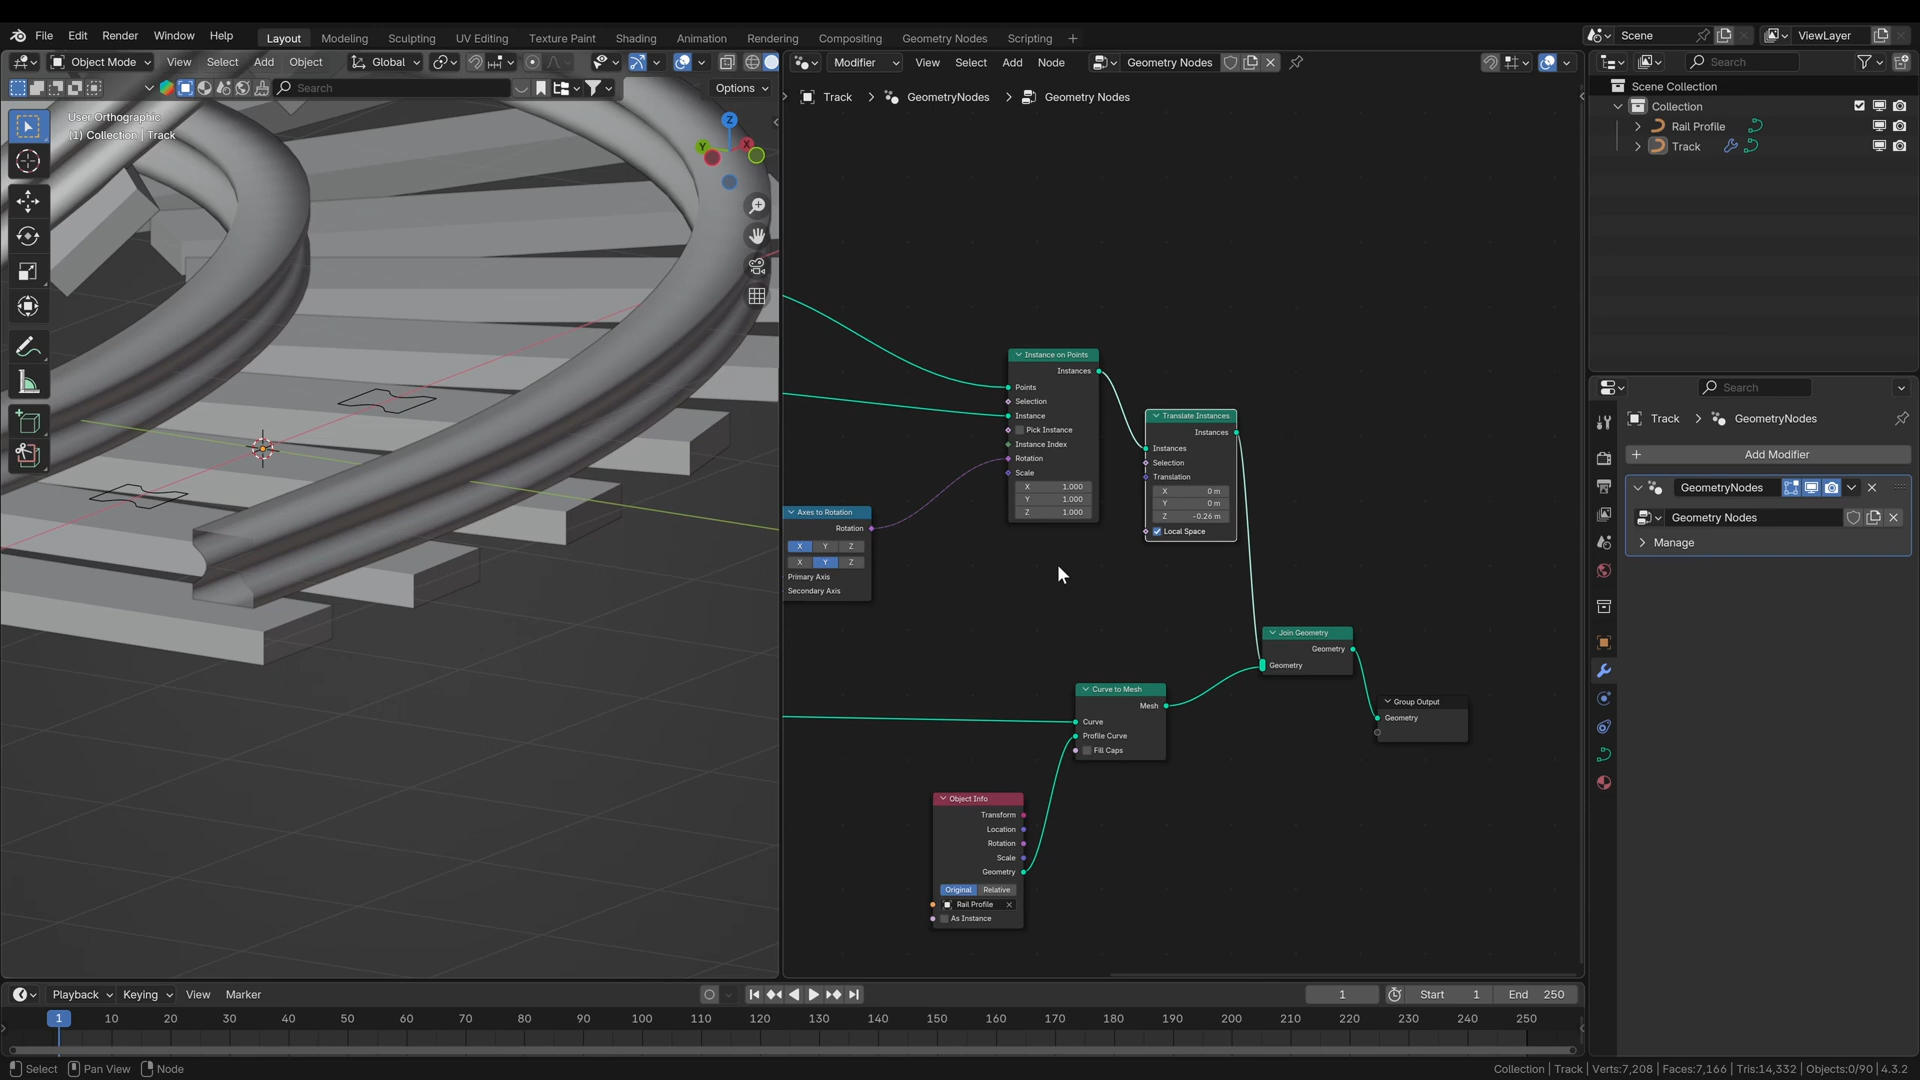 File Edit Render Window Help Layout Modeling Sculpting UV Editing Texture Paint Shading Animation Rendering Compositing Geometry Nodes Scripting Scene ViewLayer
Object Mode View Select Add Object Global
Search
Options
User Orthographic
(1) Collection | Track
Z
Y
X
Modifier View Select Add Node Geometry Nodes
Track GeometryNodes Geometry Nodes
Instance on Points
Instances
Points
Selection
Instance
Pick Instance
Instance Index
Rotation
Scale
X 1.000
Y 1.000
Z 1.000
Translate Instances
Instances
Instances
Selection
Translation
X 0 m
Y 0 m
Z -0.26 m
Local Space
Axes to Rotation
Rotation
X Y Z
X Y Z
Primary Axis
Secondary Axis
Join Geometry
Geometry
Geometry
Curve to Mesh
Mesh
Curve
Profile Curve
Fill Caps
Group Output
Geometry
Object Info
Transform
Location
Rotation
Scale
Geometry
Original Relative
Rail Profile
As Instance
Search
Scene Collection
Collection
Rail Profile
Track
Search
Track GeometryNodes
Add Modifier
GeometryNodes
Geometry Nodes
Manage
Playback Keying View Marker 1 Start 1 End 250
1 10 20 30 40 50 60 70 80 90 100 110 120 130 140 150 160 170 180 190 200 210 220 230 240 250
Select Pan View Node Collection | Track | Verts:7,208 | Faces:7,166 | Tris:14,332 | Objects:0/90 | 4.3.2